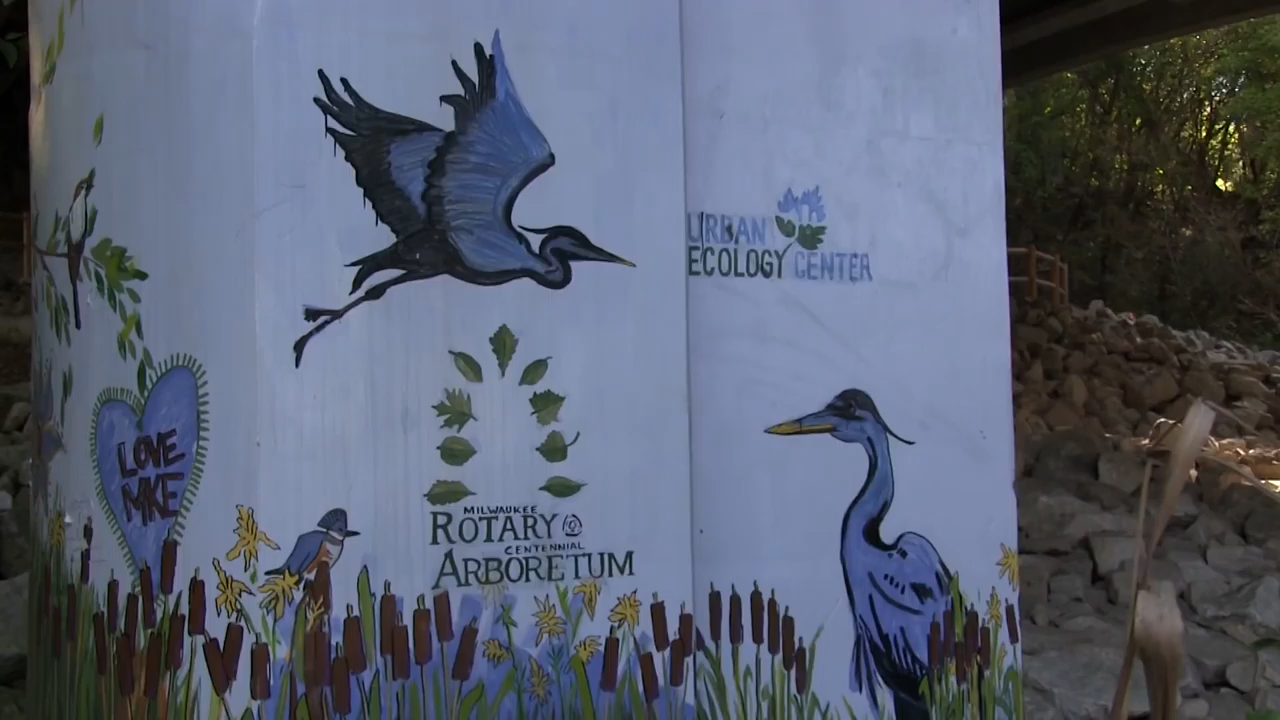 LOVE
MKE
MILWAUKEE
ROTARY
CENTENNIAL
ARBORETUM
URBAN
ECOLOGY CENTER